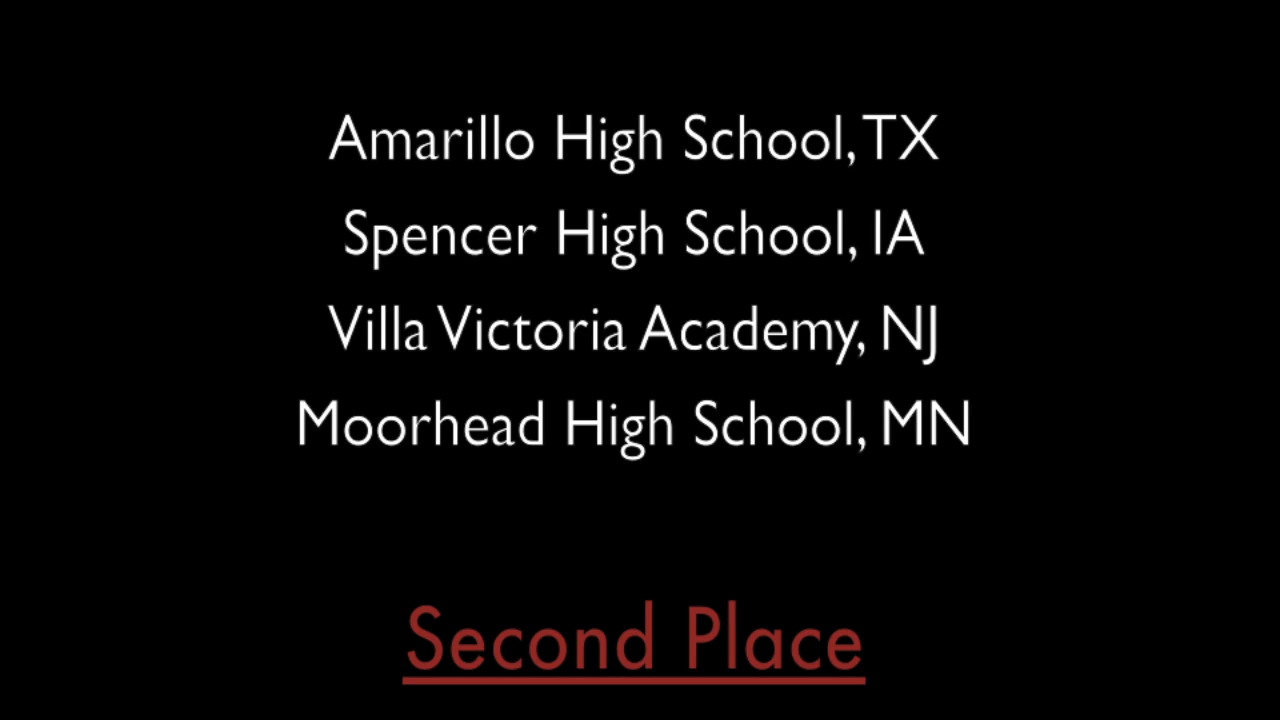 Amarillo High School, TX
Spencer High School, IA
Villa Victoria Academy, NJ
Moorhead High School, MN
Second Place